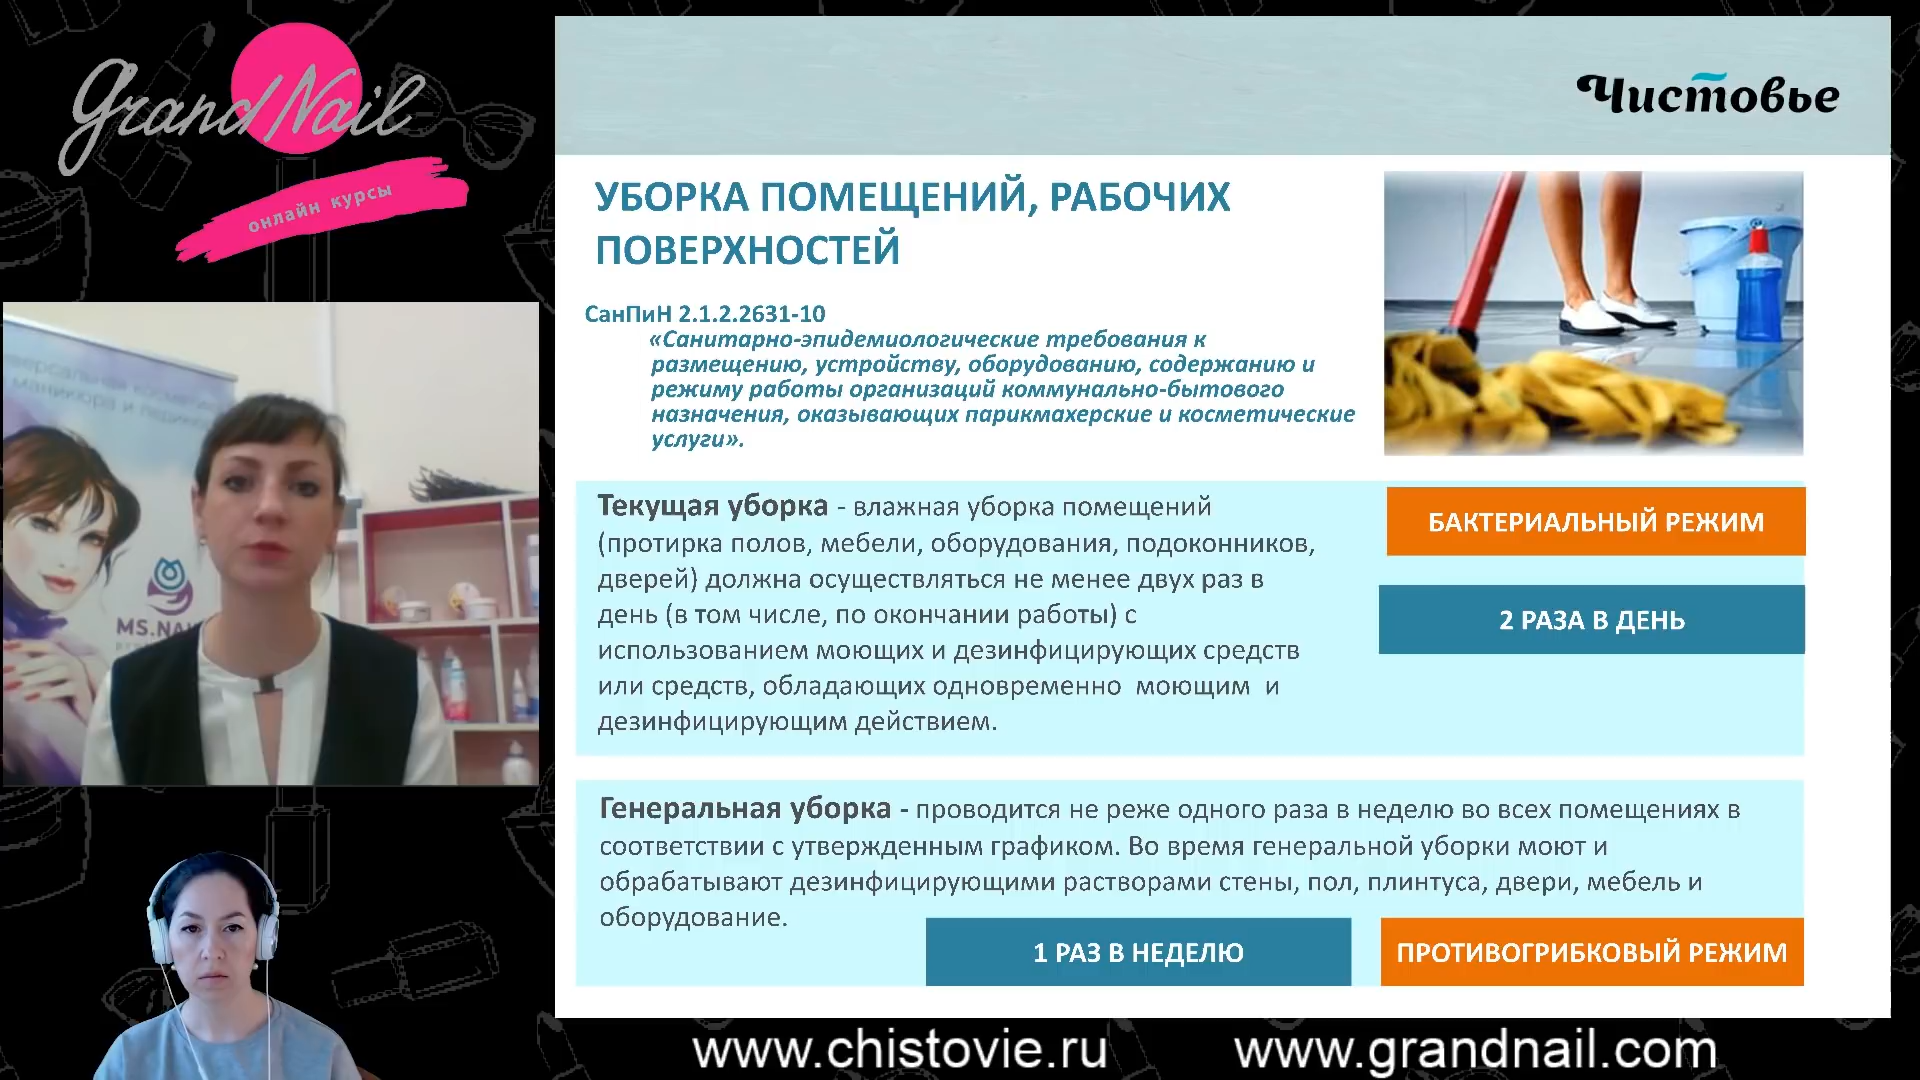 grand Nail
онлайн курсы
MS.NAI
Чистовье
УБОРКА ПОМЕЩЕНИЙ, РАБОЧИХ
ПОВЕРХНОСТЕЙ
СанПиН 2.1.2.2631-10
«Санитарно-эпидемиологические требования к
размещению, устройству, оборудованию, содержанию и
режиму работы организаций коммунально-бытового
назначения, оказывающих парикмахерские и косметические
услуги».
Текущая уборка - влажная уборка помещений
(протирка полов, мебели, оборудования, подоконников,
дверей) должна осуществляться не менее двух раз в
день (в том числе, по окончании работы) с
использованием моющих и дезинфицирующих средств
или средств, обладающих одновременно моющим и
дезинфицирующим действием.
БАКТЕРИАЛЬНЫЙ РЕЖИМ
2 РАЗА В ДЕНЬ
Генеральная уборка - проводится не реже одного раза в неделю во всех помещениях в
соответствии с утвержденным графиком. Во время генеральной уборки моют и
обрабатывают дезинфицирующими растворами стены, пол, плинтуса, двери, мебель и
оборудование.
1 РАЗ В НЕДЕЛЮ
ПРОТИВОГРИБКОВЫЙ РЕЖИМ
www.chistovie.ru
www.grandnail.com